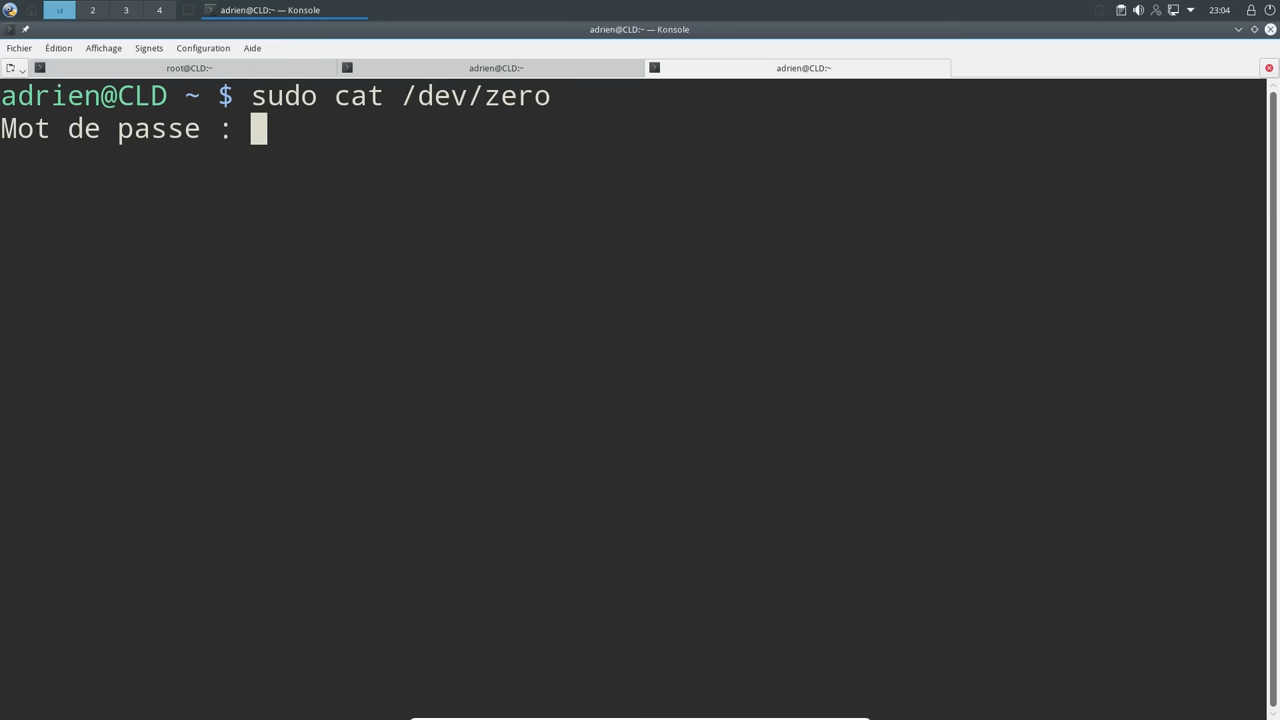 2
3
4
adrien@CLD:~ — Konsole
23:04
adrien@CLD:~ — Konsole
Fichier Édition Affichage Signets Configuration Aide
root@CLD:~ adrien@CLD:~ adrien@CLD:~
adrien@CLD ~ $ sudo cat /dev/zero
Mot de passe :